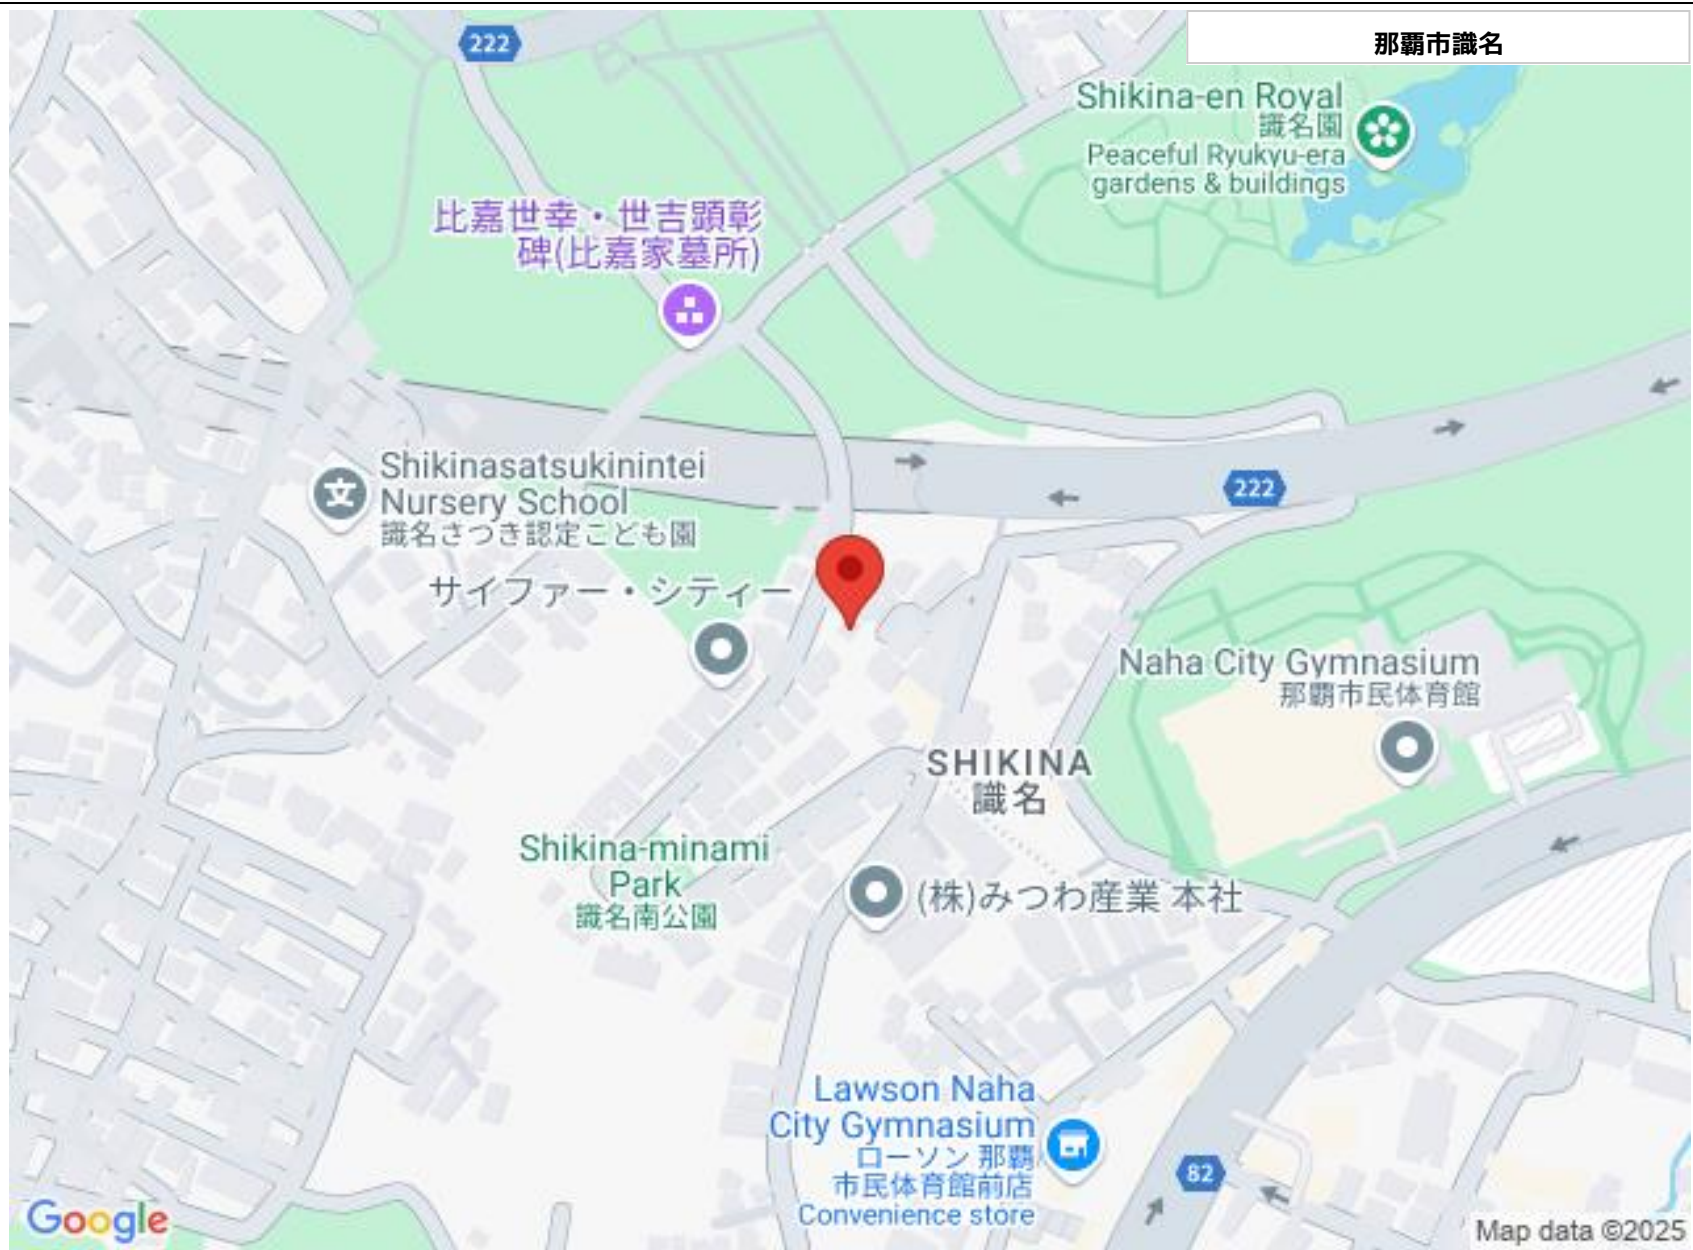 222
那覇市識名
Shikina-en Royal
識名園
Peaceful Ryukyu-era
gardens & buildings
比嘉世幸・世吉顕彰
碑(比嘉家墓所)
Shikinasatsukinintei
Nursery School
識名さつき認定こども園
222
サイファー・シティー
Naha City Gymnasium
那覇市民体育館
SHIKINA
識名
Shikina-minami
Park
識名南公園
(株)みつわ産業 本社
Lawson Naha
City Gymnasium
ローソン 那覇
市民体育館前店
Convenience store
82
Google
Map data ©2025